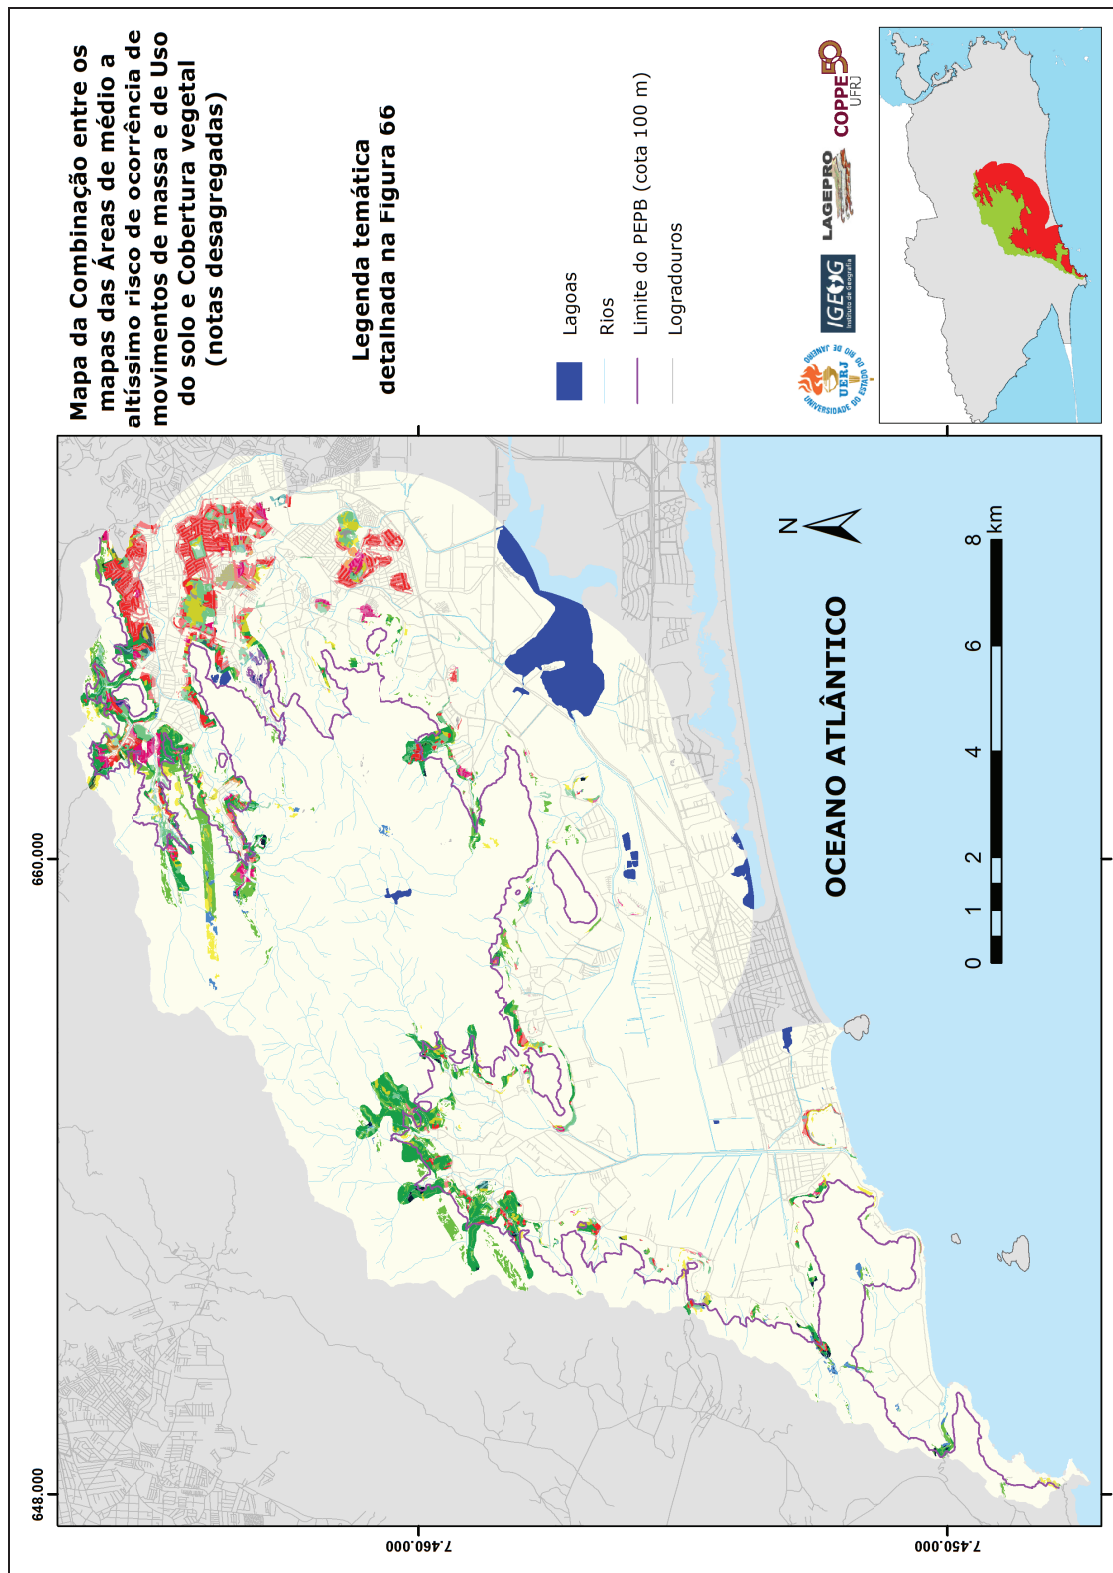 Mapa da Combinação entre os
mapas das Áreas de médio a
altíssimo risco de ocorrência de
movimentos de massa e de Uso
do solo e Cobertura vegetal
(notas desagregadas)
Legenda temática
detalhada na Figura 66
Lagoas
Rios
Limite do PEPB (cota 100 m)
Logradouros
UERJ
UNIVERSIDADE DO ESTADO DO RIO DE JANEIRO
IGEOG
Instituto de Geografia
LAGEPRO
COPPE
UFRJ
50
648.000
660.000
7.460.000
7.450.000
N
OCEANO ATLÂNTICO
0
1
2
4
6
8 km